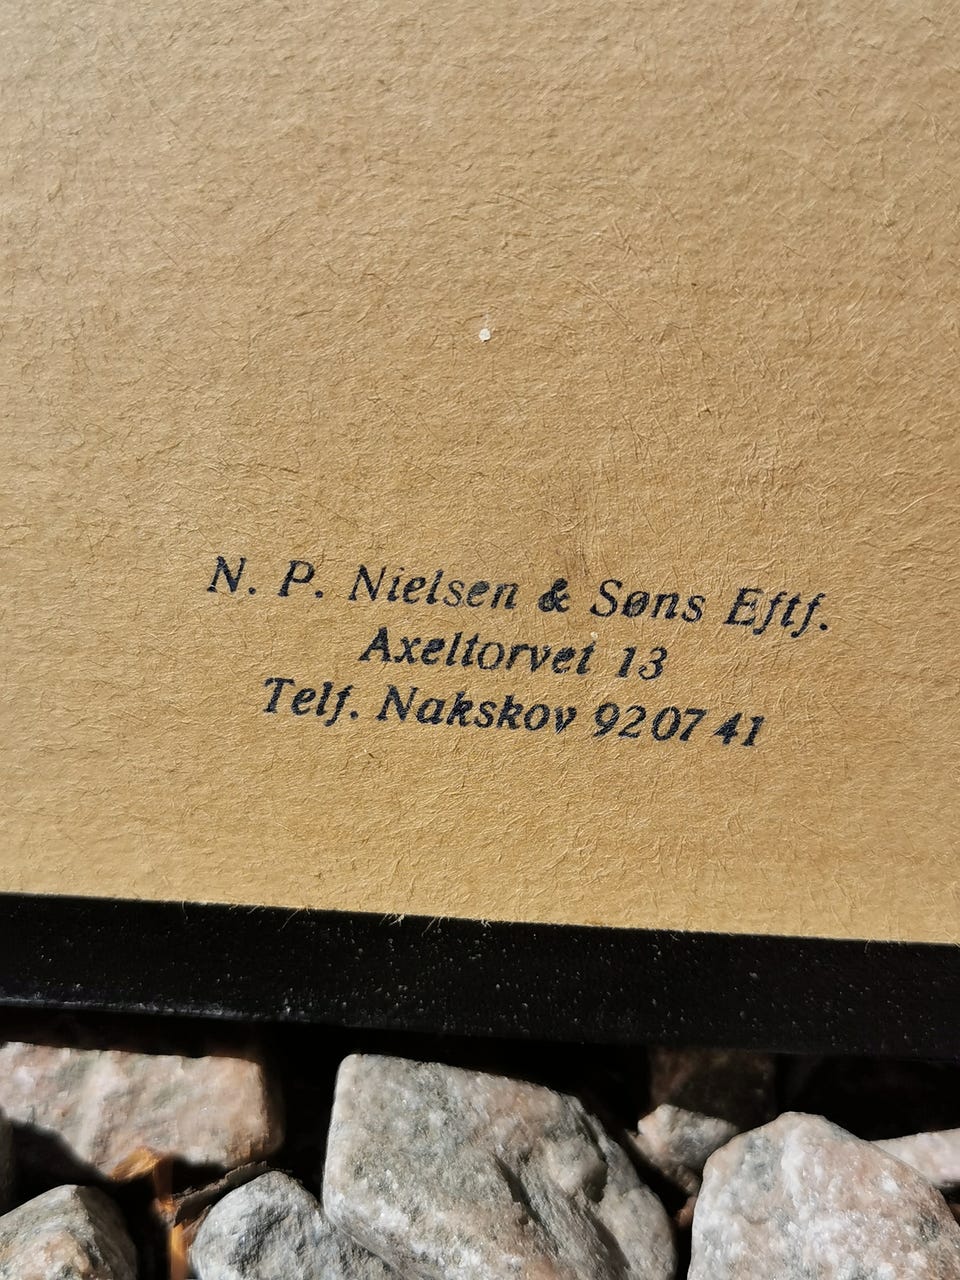 N. P. Nielsen & Søns Eftf.
Axeltorvet 13
Telf. Nakskov 92 07 41